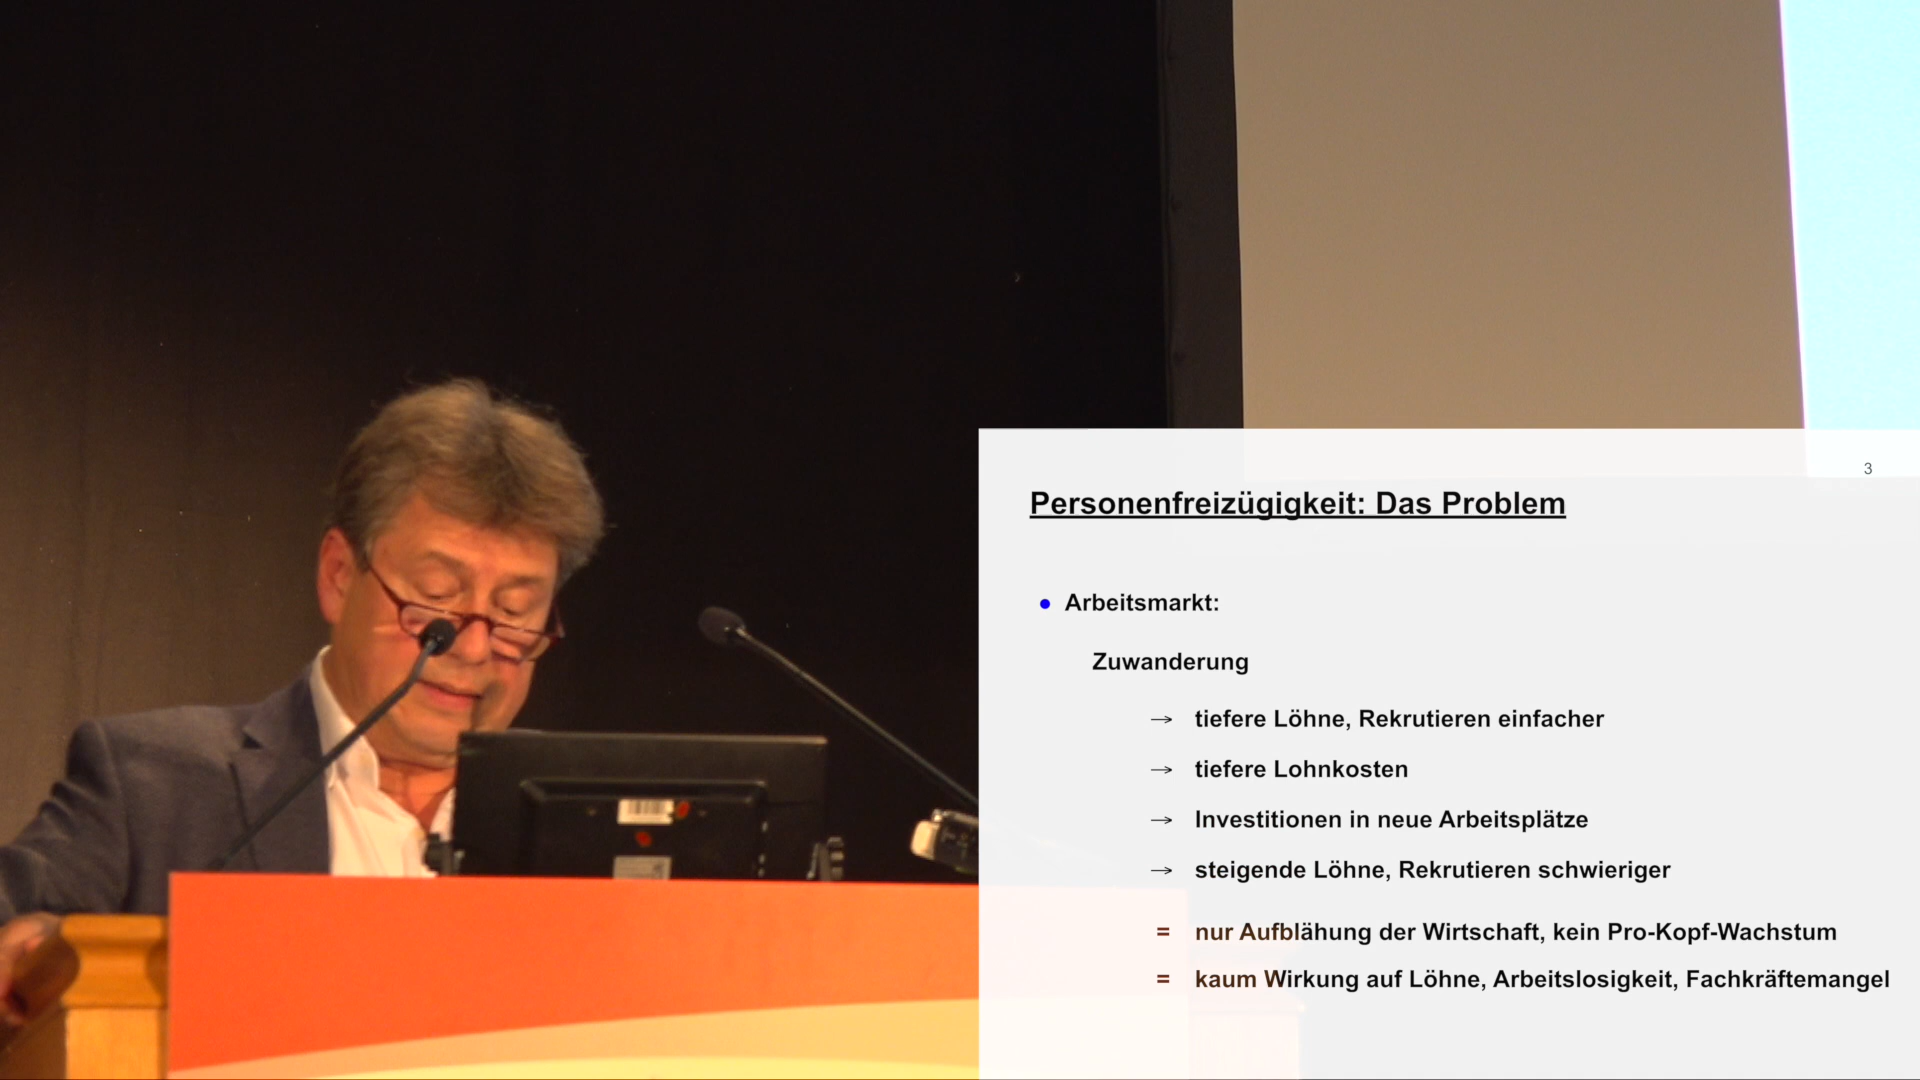 3
Personenfreizügigkeit: Das Problem
● Arbeitsmarkt:
Zuwanderung
→ tiefere Löhne, Rekrutieren einfacher
→ tiefere Lohnkosten
→ Investitionen in neue Arbeitsplätze
→ steigende Löhne, Rekrutieren schwieriger
= nur Aufblähung der Wirtschaft, kein Pro-Kopf-Wachstum
= kaum Wirkung auf Löhne, Arbeitslosigkeit, Fachkräftemangel